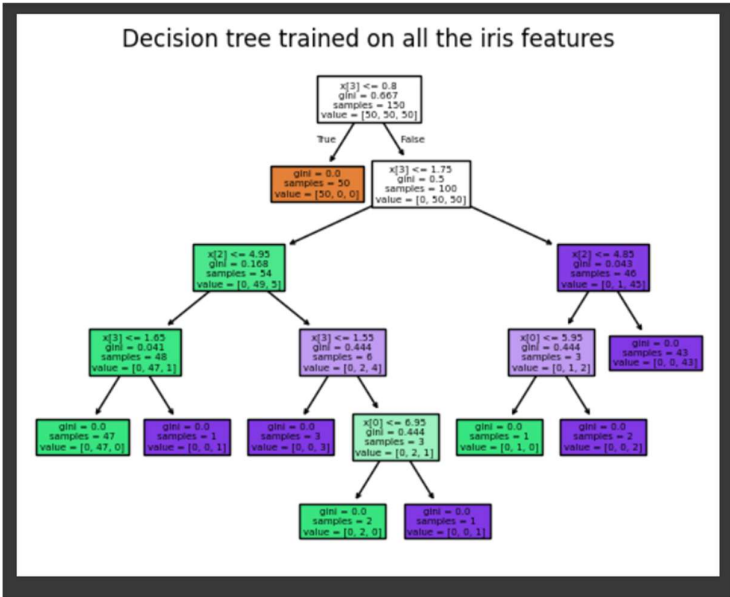 Decision tree trained on all the iris features
x[3] <= 0.8
gini = 0.667
samples = 150
value = [50, 50, 50]
True
False
gini = 0.0
samples = 50
value = [50, 0, 0]
x[3] <= 1.75
gini = 0.5
samples = 100
value = [0, 50, 50]
x[2] <= 4.95
gini = 0.168
samples = 54
value = [0, 49, 5]
x[2] <= 4.85
gini = 0.043
samples = 46
value = [0, 1, 45]
x[3] <= 1.65
gini = 0.041
samples = 48
value = [0, 47, 1]
x[3] <= 1.55
gini = 0.444
samples = 6
value = [0, 2, 4]
x[0] <= 5.95
gini = 0.444
samples = 3
value = [0, 1, 2]
gini = 0.0
samples = 43
value = [0, 0, 43]
gini = 0.0
samples = 47
value = [0, 47, 0]
gini = 0.0
samples = 1
value = [0, 0, 1]
gini = 0.0
samples = 3
value = [0, 0, 3]
x[0] <= 6.95
gini = 0.444
samples = 3
value = [0, 2, 1]
gini = 0.0
samples = 1
value = [0, 1, 0]
gini = 0.0
samples = 2
value = [0, 0, 2]
gini = 0.0
samples = 2
value = [0, 2, 0]
gini = 0.0
samples = 1
value = [0, 0, 1]